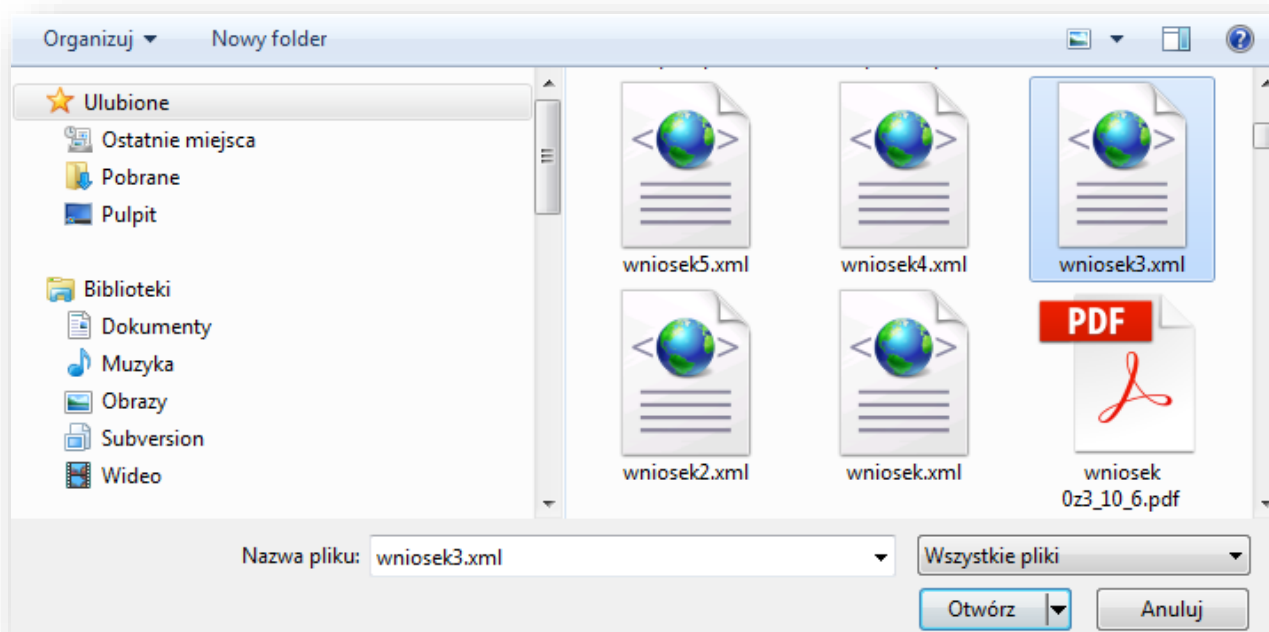 Organizuj
Nowy folder
Ulubione
Ostatnie miejsca
Pobrane
Pulpit
Biblioteki
Dokumenty
Muzyka
Obrazy
Subversion
Wideo
wniosek5.xml
wniosek4.xml
wniosek3.xml
wniosek2.xml
wniosek.xml
PDF
wniosek
0z3_10_6.pdf
Nazwa pliku: wniosek3.xml
Wszystkie pliki
Otwórz
Anuluj